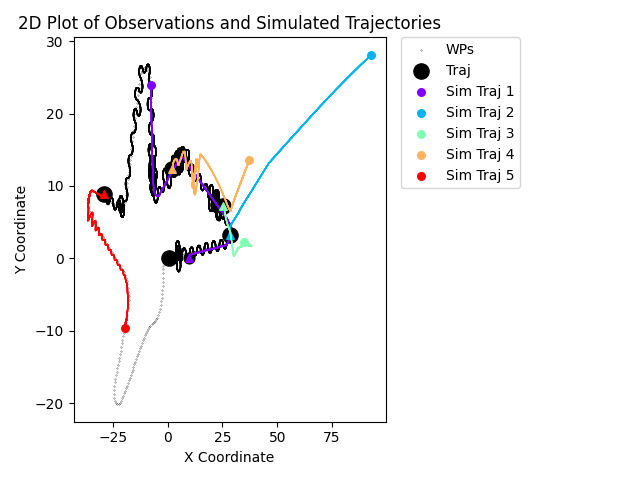 2D Plot of Observations and Simulated Trajectories
30
20
10
0
−10
−20
Y Coordinate
−25
0
25
50
75
X Coordinate
WPs
Traj
Sim Traj 1
Sim Traj 2
Sim Traj 3
Sim Traj 4
Sim Traj 5